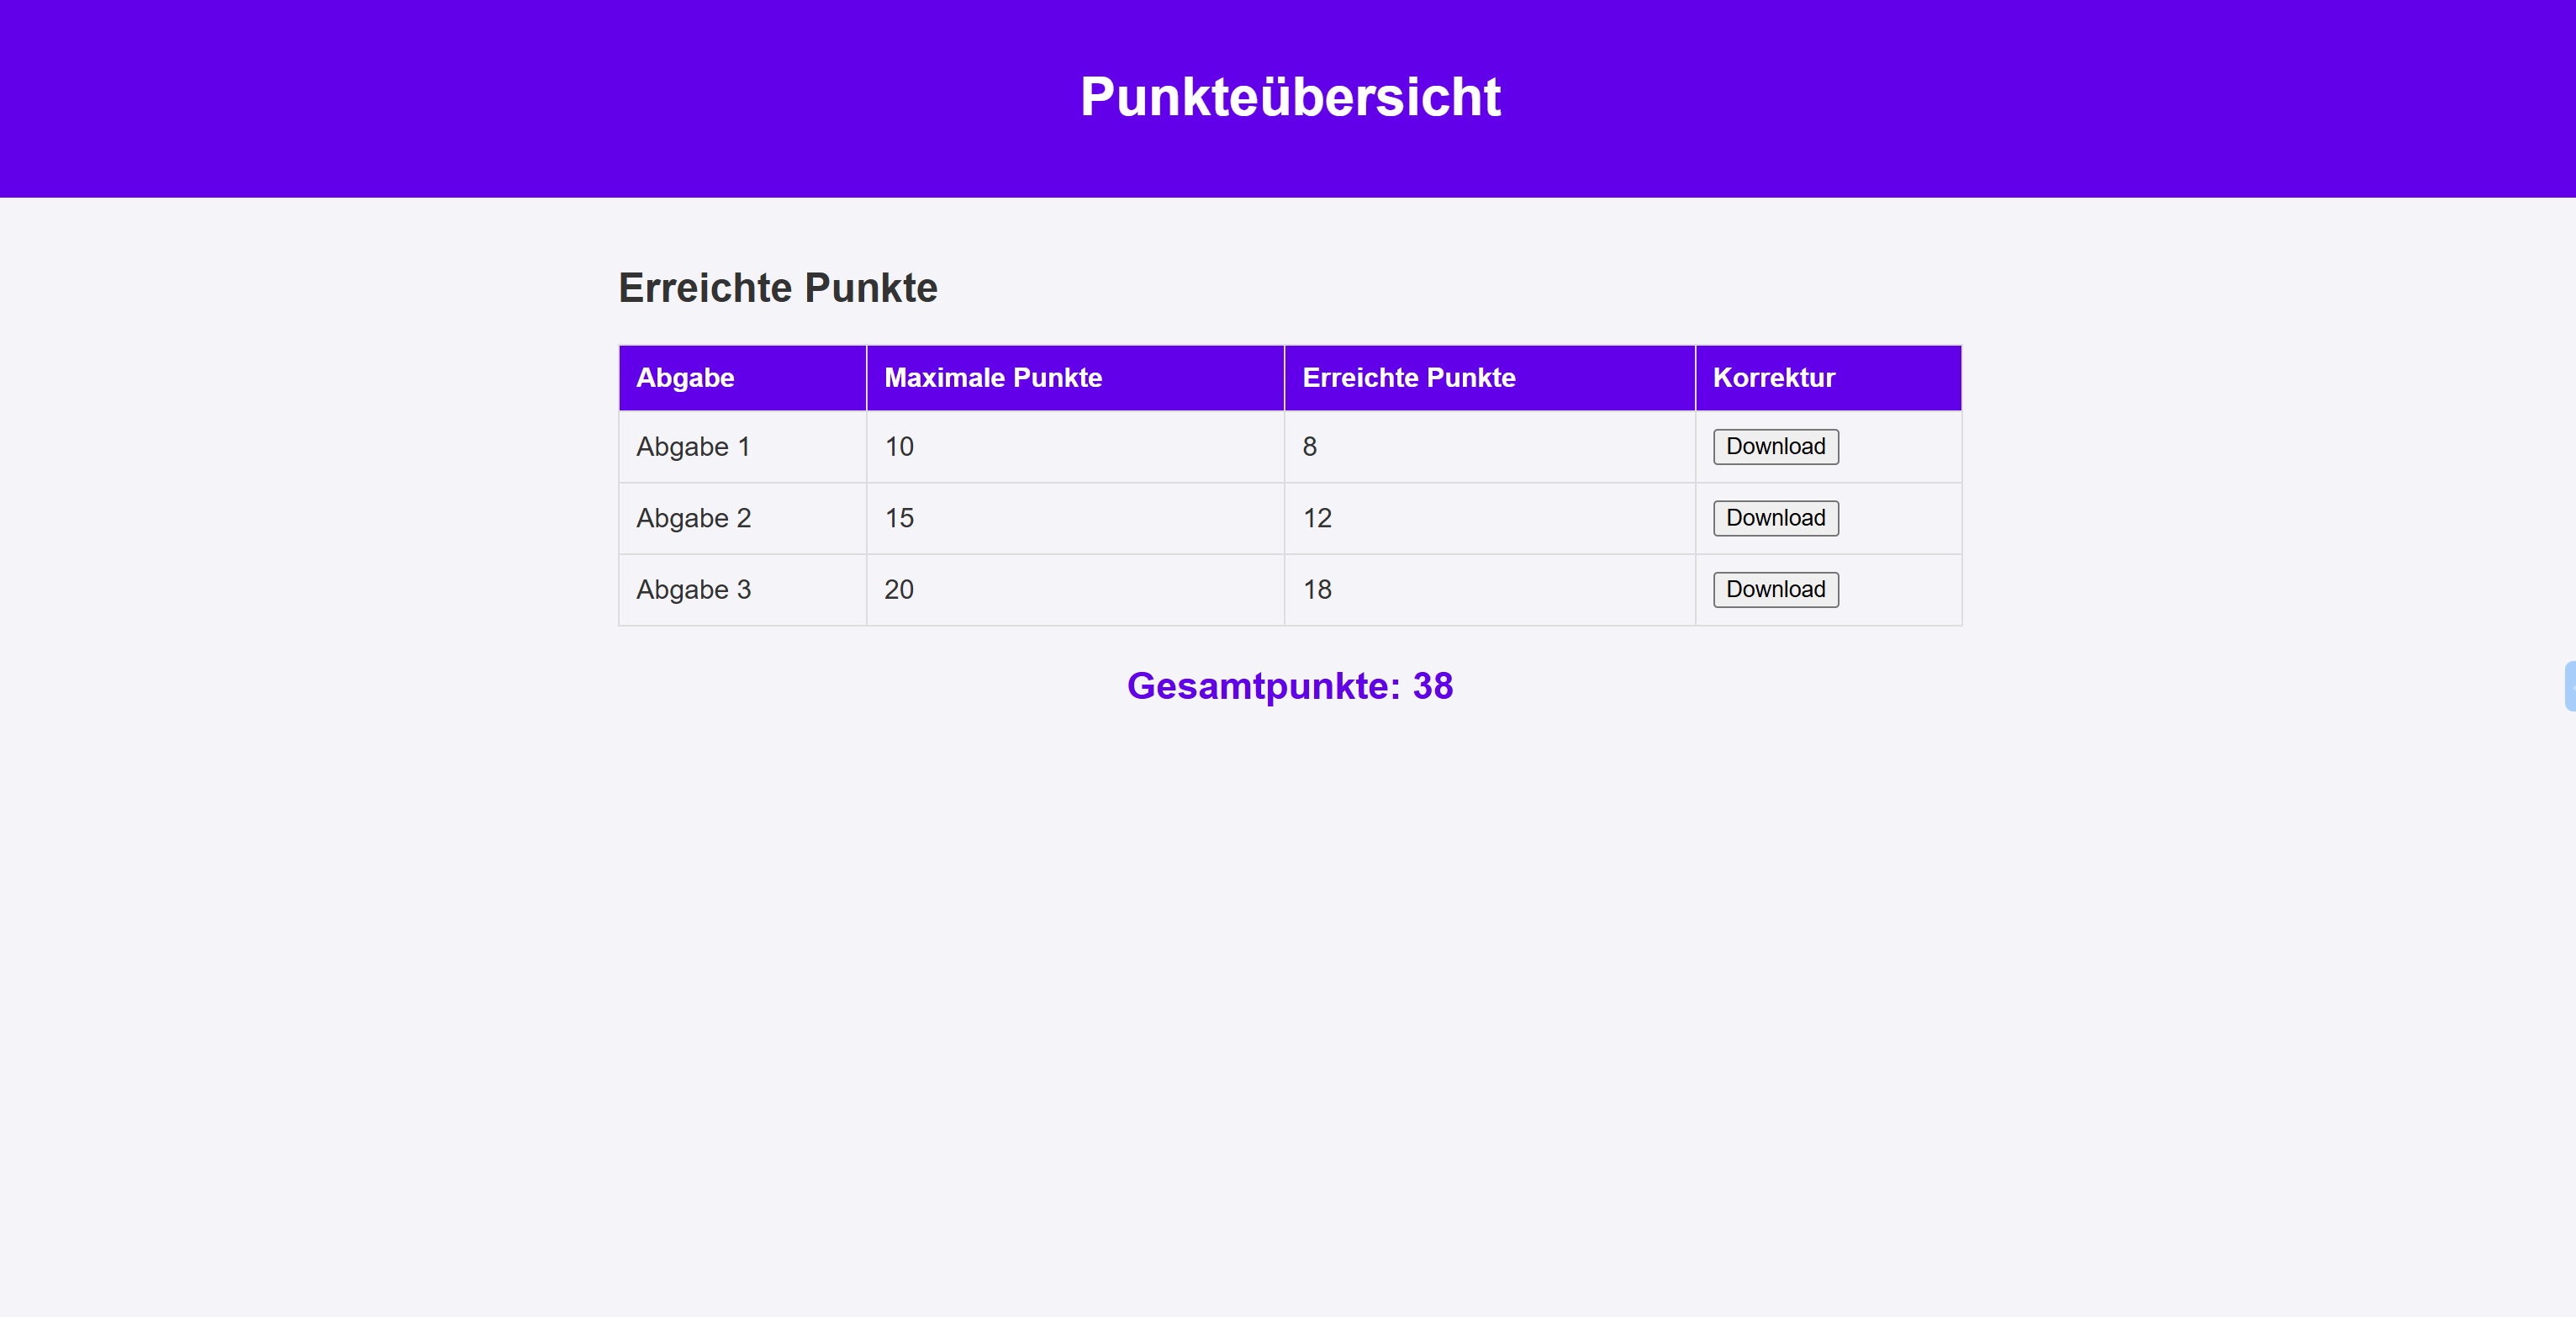 Punkteübersicht
Erreichte Punkte
Abgabe Maximale Punkte Erreichte Punkte Korrektur
Abgabe 1 10 8 Download
Abgabe 2 15 12 Download
Abgabe 3 20 18 Download
Gesamtpunkte: 38